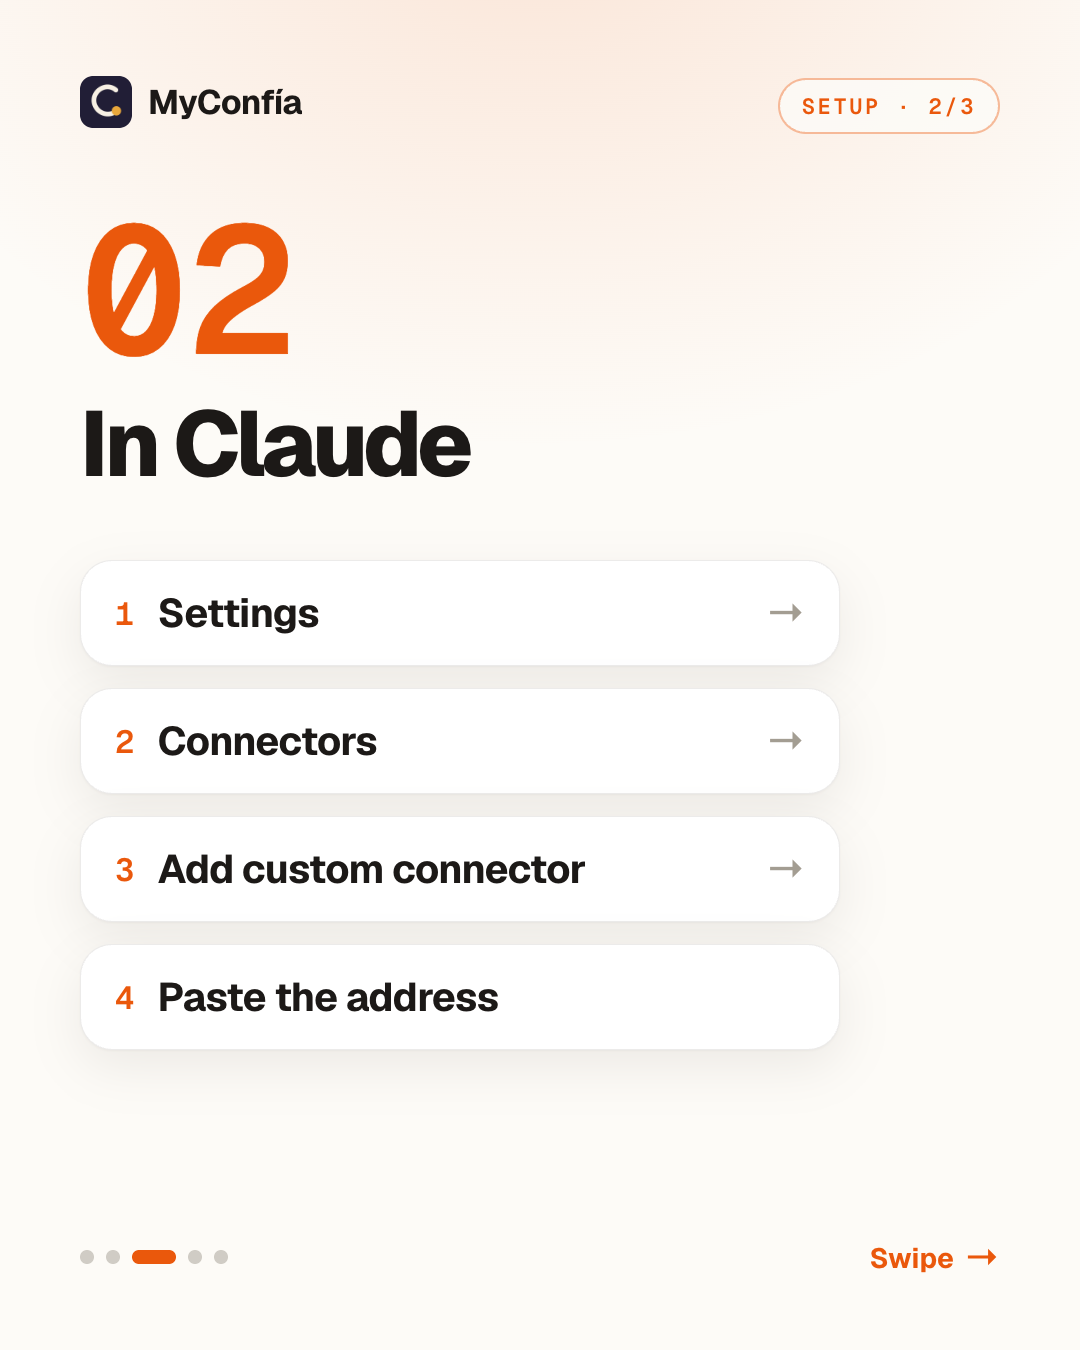 MyConfía
SETUP · 2/3
02
In Claude
1 Settings →
2 Connectors →
3 Add custom connector →
4 Paste the address
Swipe →